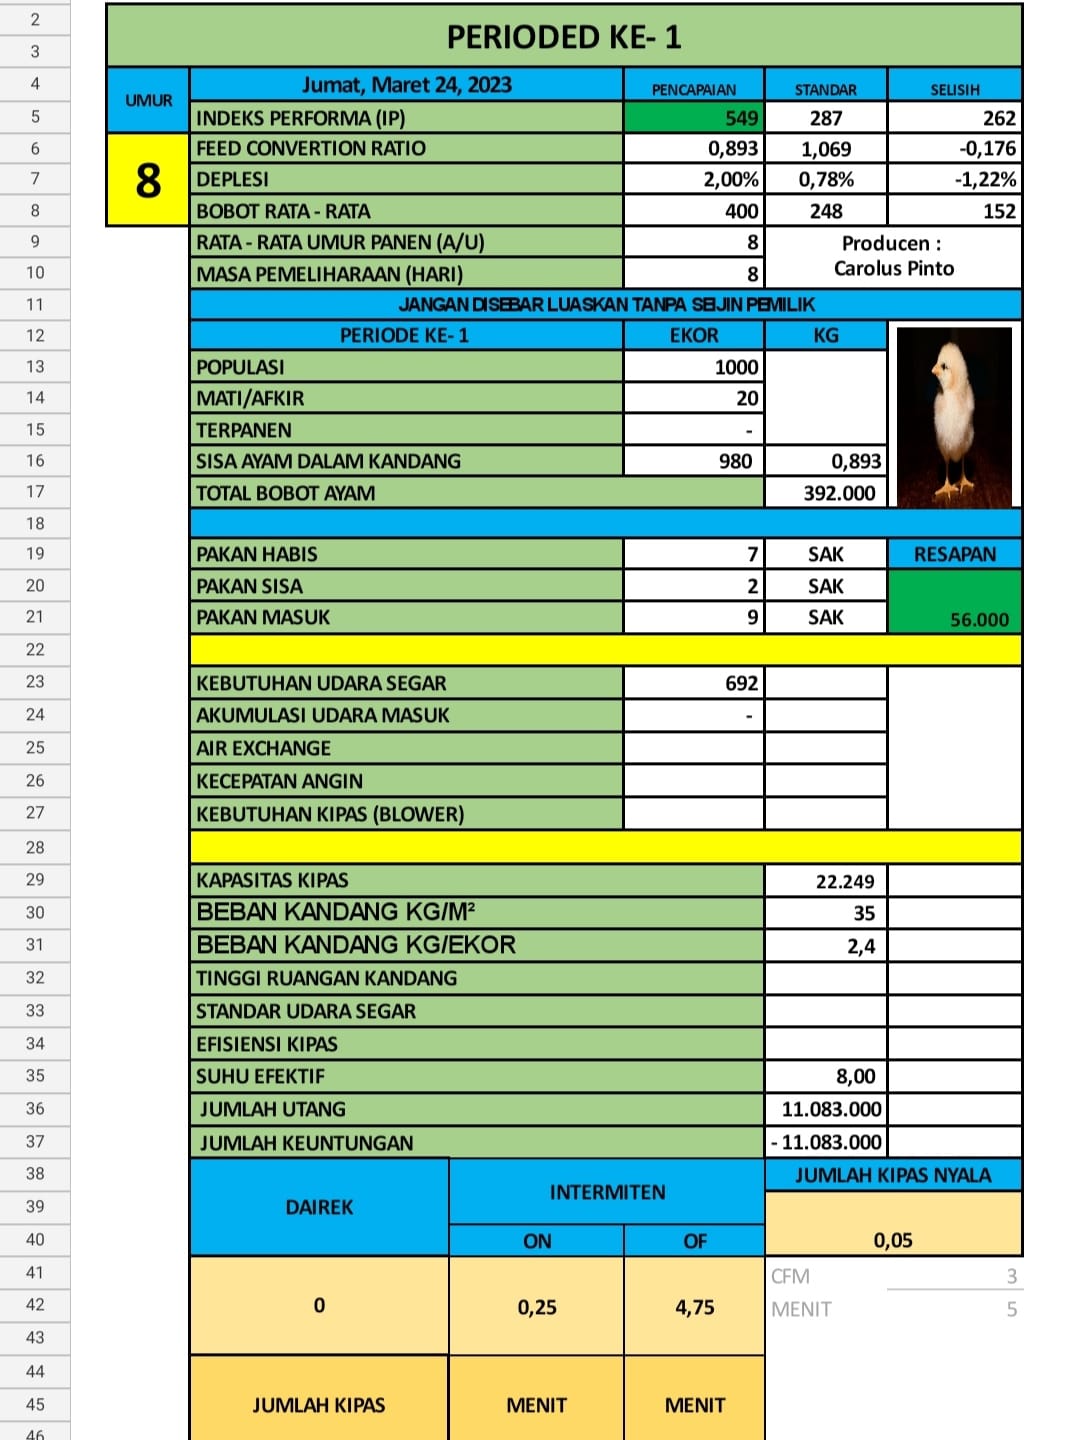 2
3
PERIODED KE- 1
4
UMUR
Jumat, Maret 24, 2023
PENCAPAIAN
STANDAR
SELISIH
5
INDEKS PERFORMA (IP) 549 287 262
6
FEED CONVERTION RATIO 0,893 1,069 -0,176
7
8
DEPLESI 2,00% 0,78% -1,22%
8
BOBOT RATA - RATA 400 248 152
9
RATA - RATA UMUR PANEN (A/U) 8
Producen :
10
MASA PEMELIHARAAN (HARI) 8
Carolus Pinto
11
JANGAN DISEBAR LUASKAN TANPA SEIJIN PEMILIK
12
PERIODE KE- 1 EKOR KG
13
POPULASI 1000
14
MATI/AFKIR 20
15
TERPANEN -
16
SISA AYAM DALAM KANDANG 980 0,893
17
TOTAL BOBOT AYAM 392.000
18
19
PAKAN HABIS 7 SAK RESAPAN
20
PAKAN SISA 2 SAK
21
PAKAN MASUK 9 SAK 56.000
22
23
KEBUTUHAN UDARA SEGAR 692
24
AKUMULASI UDARA MASUK -
25
AIR EXCHANGE
26
KECEPATAN ANGIN
27
KEBUTUHAN KIPAS (BLOWER)
28
29
KAPASITAS KIPAS 22.249
30
BEBAN KANDANG KG/M² 35
31
BEBAN KANDANG KG/EKOR 2,4
32
TINGGI RUANGAN KANDANG
33
STANDAR UDARA SEGAR
34
EFISIENSI KIPAS
35
SUHU EFEKTIF 8,00
36
JUMLAH UTANG 11.083.000
37
JUMLAH KEUNTUNGAN - 11.083.000
38
JUMLAH KIPAS NYALA
39
DAIREK
INTERMITEN
40
ON OF 0,05
41
CFM 3
42
0 0,25 4,75
MENIT 5
43
44
45
JUMLAH KIPAS MENIT MENIT
46